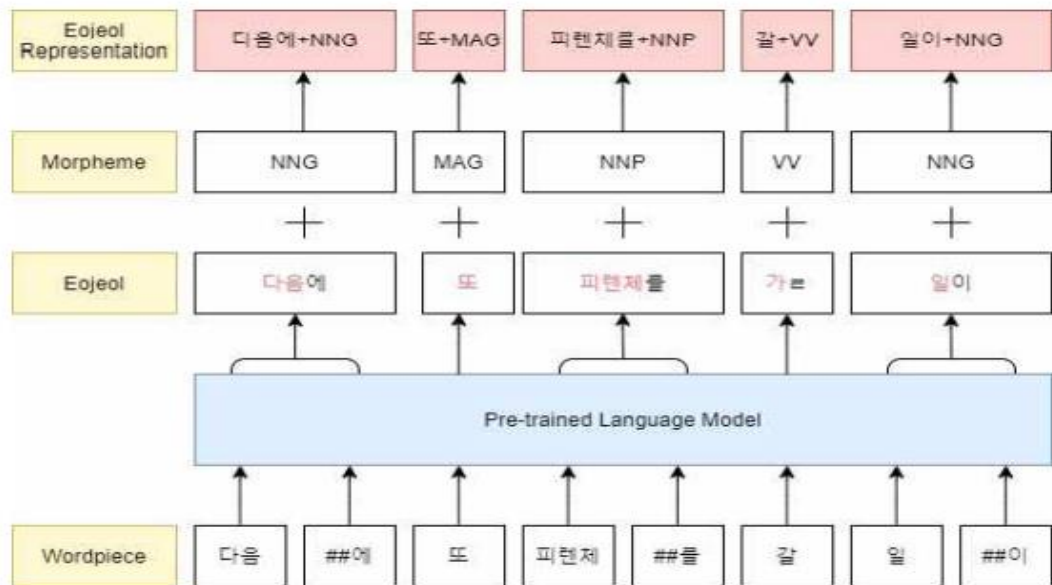 Eojeol Representation
디음에+NNG 또+MAG 피렌체를+NNP 갈+VV 일이+NNG
Morpheme NNG MAG NNP VV NNG
+ + + + +
Eojeol 다음에 또 피렌체를 가ㄹ 일이
Pre-trained Language Model
Wordpiece 다음 ##에 또 피렌체 ##를 갈 일 ##이